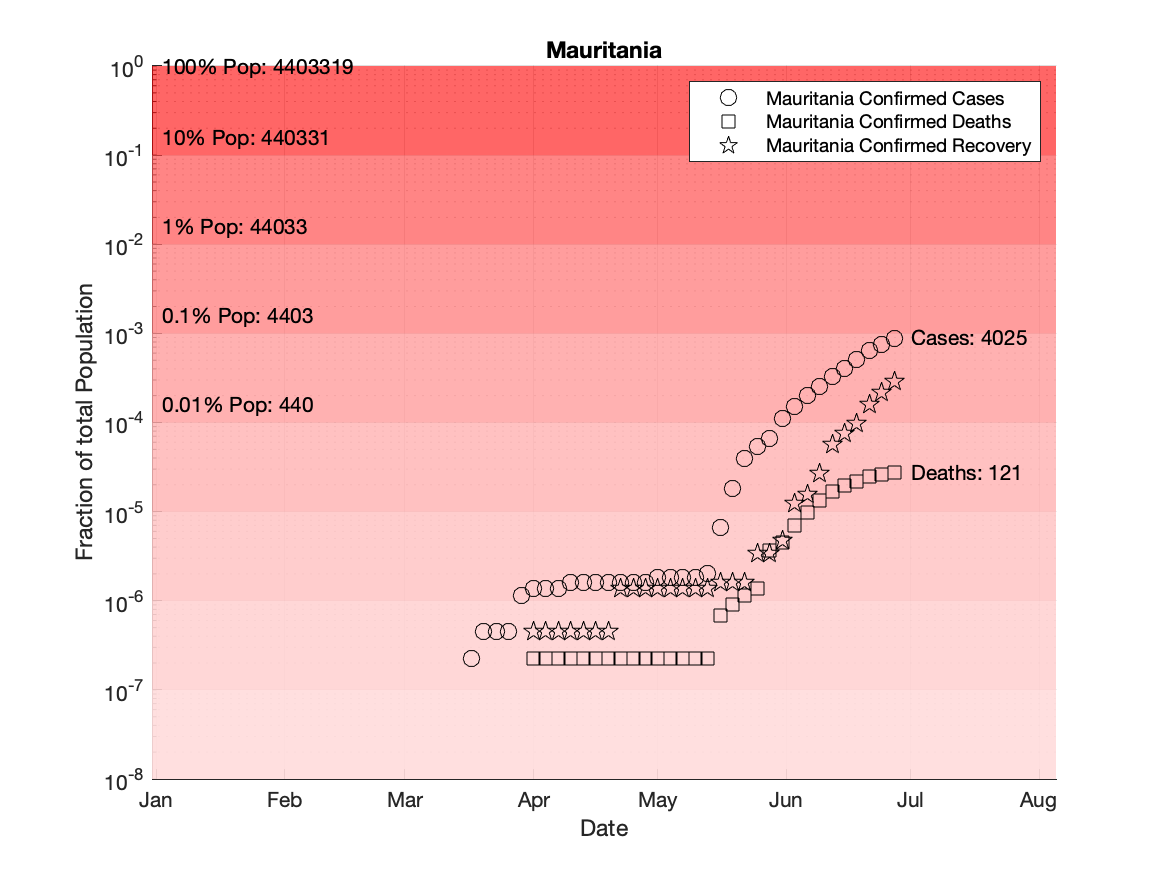 Mauritania
10⁰
100% Pop: 4403319
Mauritania Confirmed Cases
Mauritania Confirmed Deaths
Mauritania Confirmed Recovery
10% Pop: 440331
10⁻¹
1% Pop: 44033
10⁻²
0.1% Pop: 4403
10⁻³
Cases: 4025
0.01% Pop: 440
10⁻⁴
Deaths: 121
10⁻⁵
10⁻⁶
10⁻⁷
10⁻⁸
Fraction of total Population
Jan Feb Mar Apr May Jun Jul Aug
Date